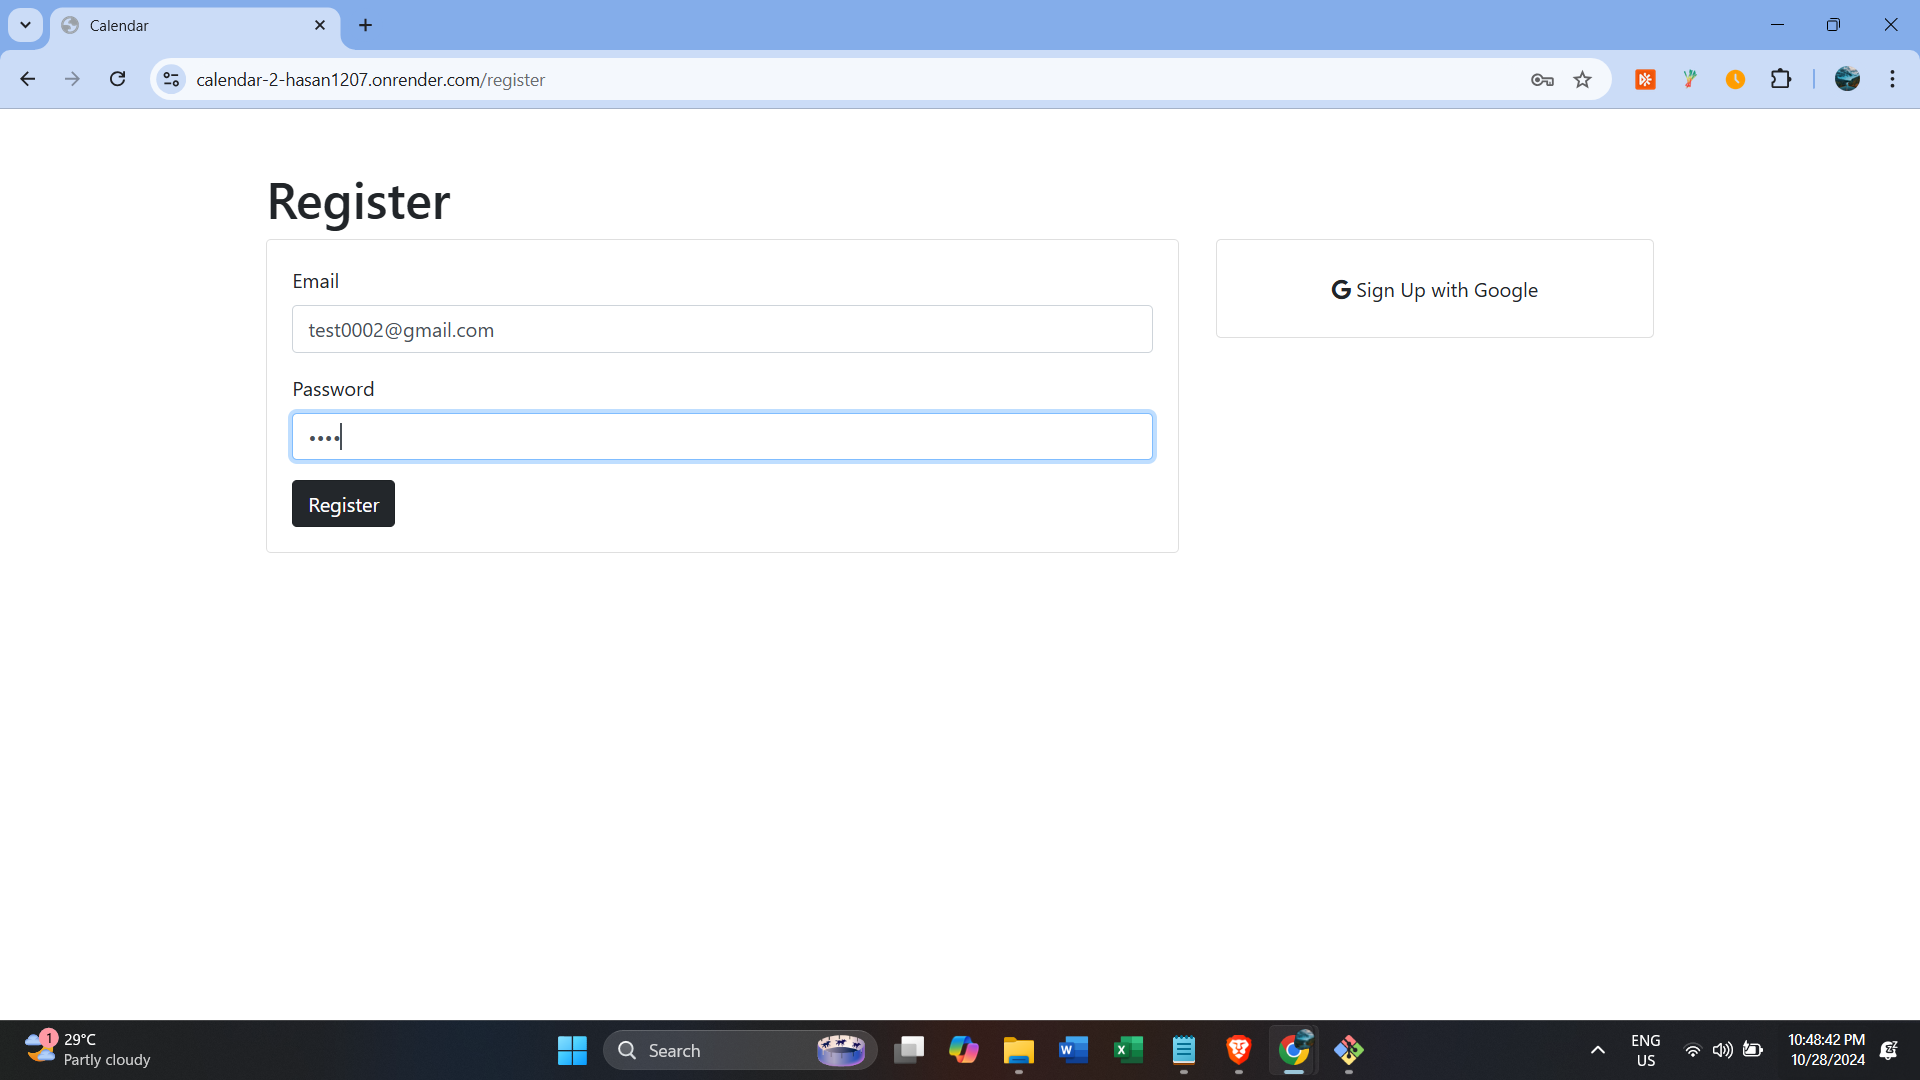 Calendar
calendar-2-hasan1207.onrender.com/register
Register
Email
test0002@gmail.com
Password
••••
Register
Sign Up with Google
1
29°C
Partly cloudy
Search
ENG
US
10:48:42 PM
10/28/2024